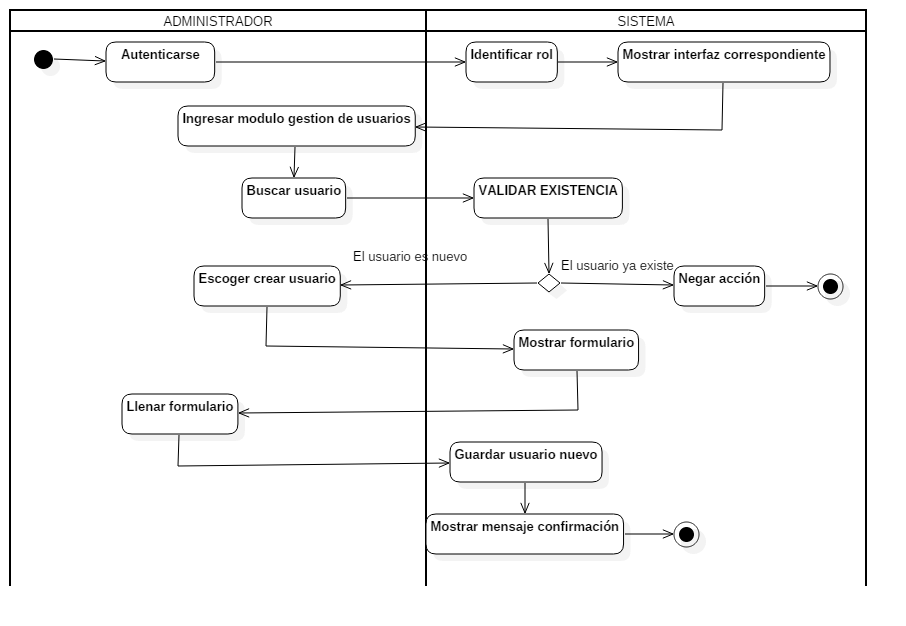 ADMINISTRADOR
SISTEMA
Autenticarse
Identificar rol
Mostrar interfaz correspondiente
Ingresar modulo gestion de usuarios
Buscar usuario
VALIDAR EXISTENCIA
El usuario es nuevo
El usuario ya existe
Escoger crear usuario
Negar acción
Mostrar formulario
Llenar formulario
Guardar usuario nuevo
Mostrar mensaje confirmación